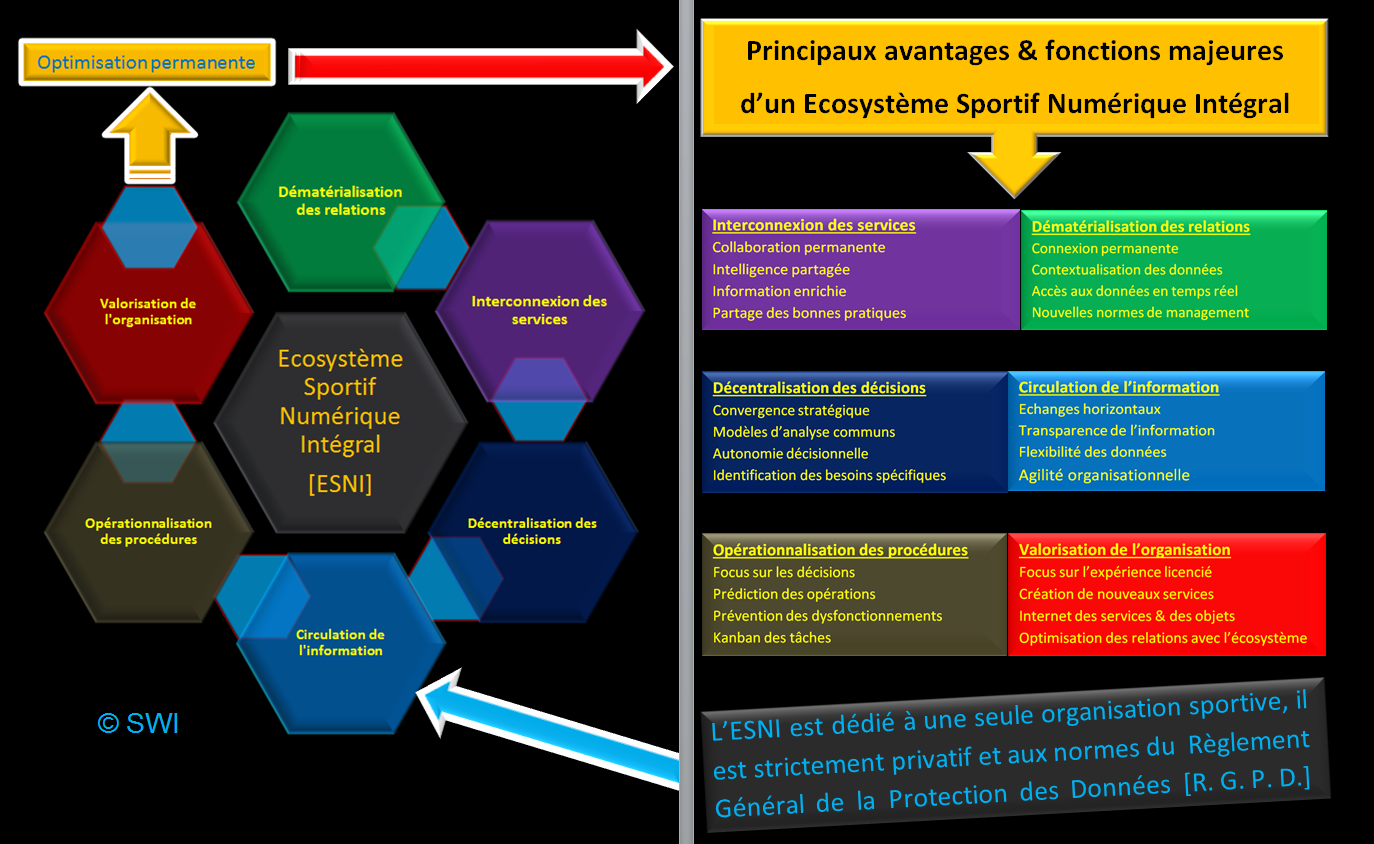 Optimisation permanente
Dématérialisation
des relations
Interconnexion des
services
Valorisation de
l'organisation
Ecosystème
Sportif
Numérique
Intégral
[ESNI]
Opérationnalisation
des procédures
Décentralisation des
décisions
Circulation de
l'information
© SWI
Principaux avantages & fonctions majeures
d’un Ecosystème Sportif Numérique Intégral
Interconnexion des services
Collaboration permanente
Intelligence partagée
Information enrichie
Partage des bonnes pratiques
Dématérialisation des relations
Connexion permanente
Contextualisation des données
Accès aux données en temps réel
Nouvelles normes de management
Décentralisation des décisions
Convergence stratégique
Modèles d’analyse communs
Autonomie décisionnelle
Identification des besoins spécifiques
Circulation de l’information
Echanges horizontaux
Transparence de l’information
Flexibilité des données
Agilité organisationnelle
Opérationnalisation des procédures
Focus sur les décisions
Prédiction des opérations
Prévention des dysfonctionnements
Kanban des tâches
Valorisation de l’organisation
Focus sur l’expérience licencié
Création de nouveaux services
Internet des services & des objets
Optimisation des relations avec l’écosystème
L’ESNI est dédié à une seule organisation sportive, il
est strictement privatif et aux normes du Règlement
Général de la Protection des Données [R. G. P. D.]